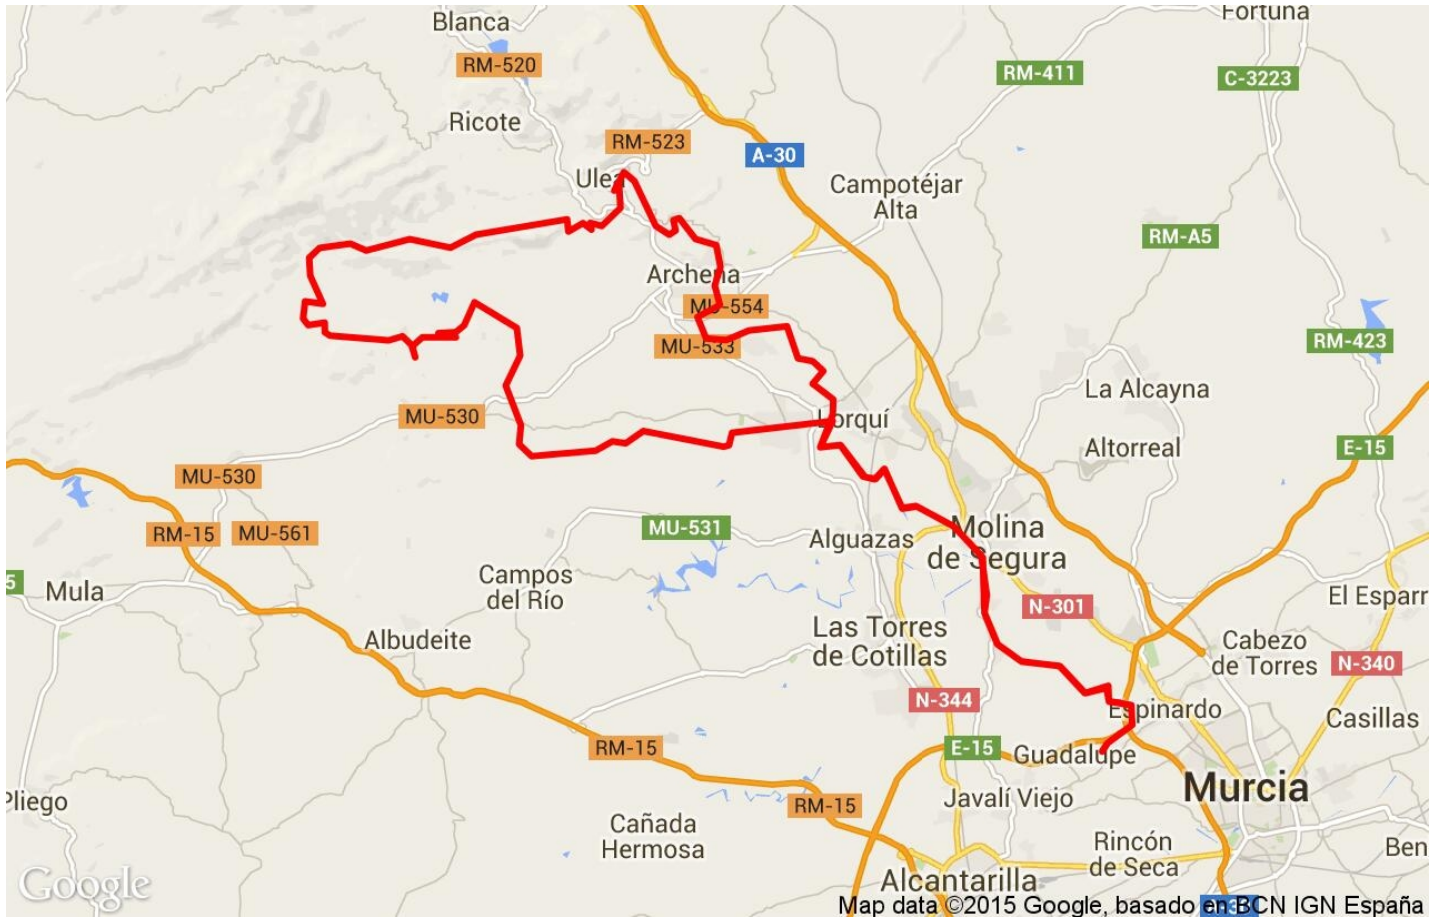 Fortuna
Blanca
RM-520
RM-411
C-3223
Ricote
RM-523
A-30
Ulea
Campotéjar
Alta
RM-A5
Archena
MU-554
MU-533
RM-423
La Alcayna
MU-530
Lorquí
Altorreal
E-15
MU-530
RM-15
MU-561
MU-531
Alguazas
Molina
de Segura
5
Mula
Campos
del Río
N-301
El Esparr
Albudeite
Las Torres
de Cotillas
Cabezo
de Torres
N-340
N-344
Espinardo
Casillas
RM-15
E-15
Guadalupe
Pliego
RM-15
Javalí Viejo
Murcia
Cañada
Hermosa
Rincón
de Seca
Ben
Google
Alcantarilla
Map data ©2015 Google, basado en BCN IGN España